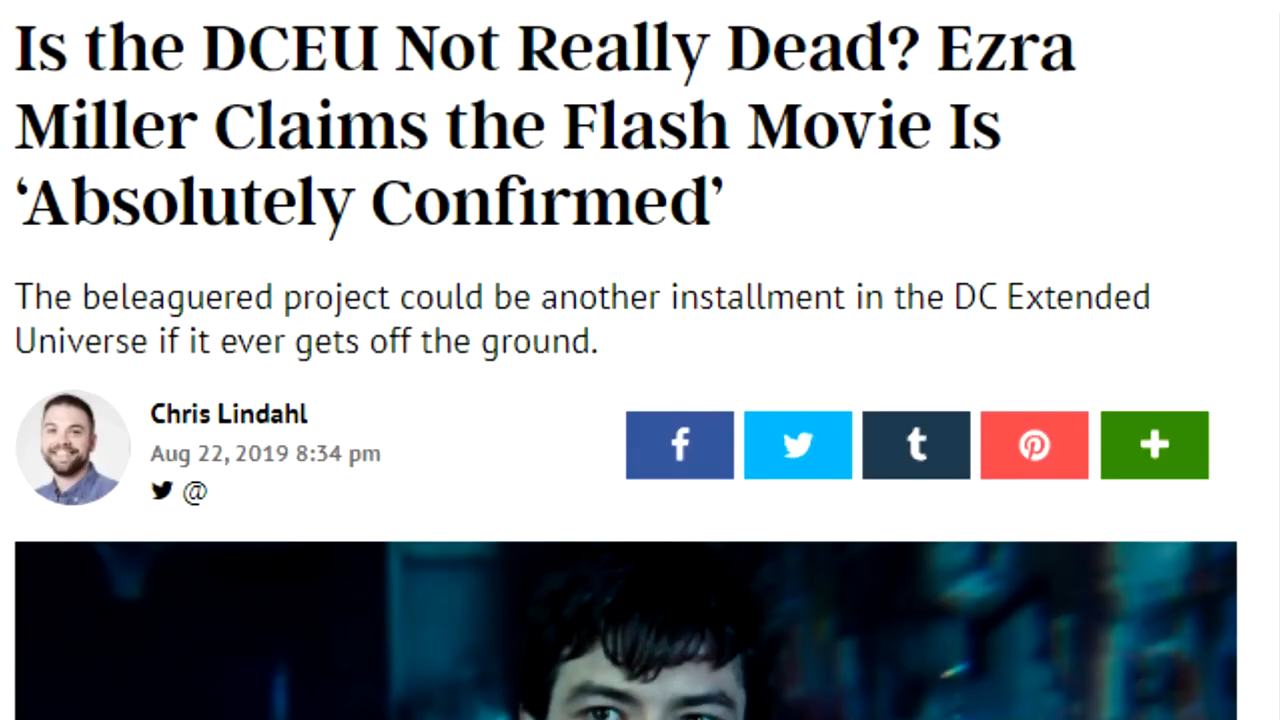 Is the DCEU Not Really Dead? Ezra
Miller Claims the Flash Movie Is
‘Absolutely Confirmed’
The beleaguered project could be another installment in the DC Extended
Universe if it ever gets off the ground.
Chris Lindahl
Aug 22, 2019 8:34 pm
@